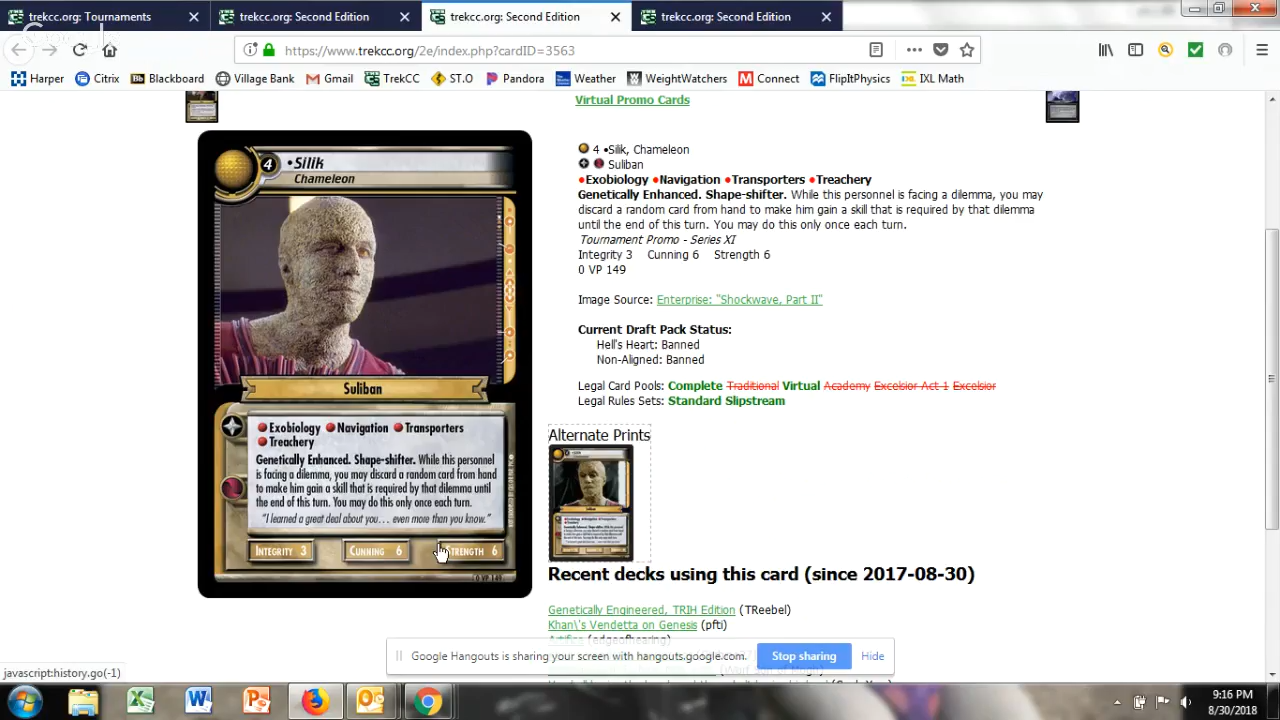 trekcc.org: Tournaments
trekcc.org: Second Edition
trekcc.org: Second Edition
trekcc.org: Second Edition
https://www.trekcc.org/2e/index.php?cardID=3563
Harper Citrix Blackboard Village Bank Gmail TrekCC ST.O Pandora Weather WeightWatchers Connect FlipItPhysics IXL Math
Virtual Promo Cards
4 •Silik
Chameleon
Suliban
Exobiology Navigation Transporters
Treachery
Genetically Enhanced. Shape-shifter. While this personnel
is facing a dilemma, you may discard a random card from hand
to make him gain a skill that is required by that dilemma until
the end of this turn. You may do this only once each turn.
"I learned a great deal about you… even more than you know."
INTEGRITY 3 CUNNING 6 STRENGTH 6
0 VP 149
4 •Silik, Chameleon
Suliban
•Exobiology •Navigation •Transporters •Treachery
Genetically Enhanced. Shape-shifter. While this personnel is facing a dilemma, you may
discard a random card from hand to make him gain a skill that is required by that dilemma
until the end of this turn. You may do this only once each turn.
Tournament Promo - Series XI
Integrity 3 Cunning 6 Strength 6
0 VP 149
Image Source: Enterprise: "Shockwave, Part II"
Current Draft Pack Status:
Hell's Heart: Banned
Non-Aligned: Banned
Legal Card Pools: Complete Traditional Virtual Academy Excelsior Act 1 Excelsior
Legal Rules Sets: Standard Slipstream
Alternate Prints
Recent decks using this card (since 2017-08-30)
Genetically Engineered, TRIH Edition (TReebel)
Khan\'s Vendetta on Genesis (pfti)
Google Hangouts is sharing your screen with hangouts.google.com. Stop sharing Hide
javascript:history.go(-1)
9:16 PM
8/30/2018